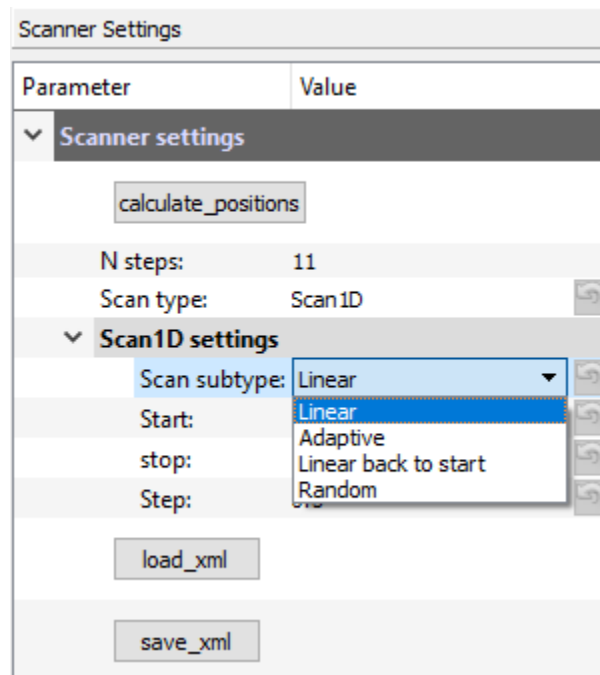 Scanner Settings
Parameter Value
Scanner settings
calculate_positions
N steps: 11
Scan type: Scan1D
Scan1D settings
Scan subtype: Linear
Linear
Adaptive
Linear back to start
Random
Start:
stop:
Step:
load_xml
save_xml